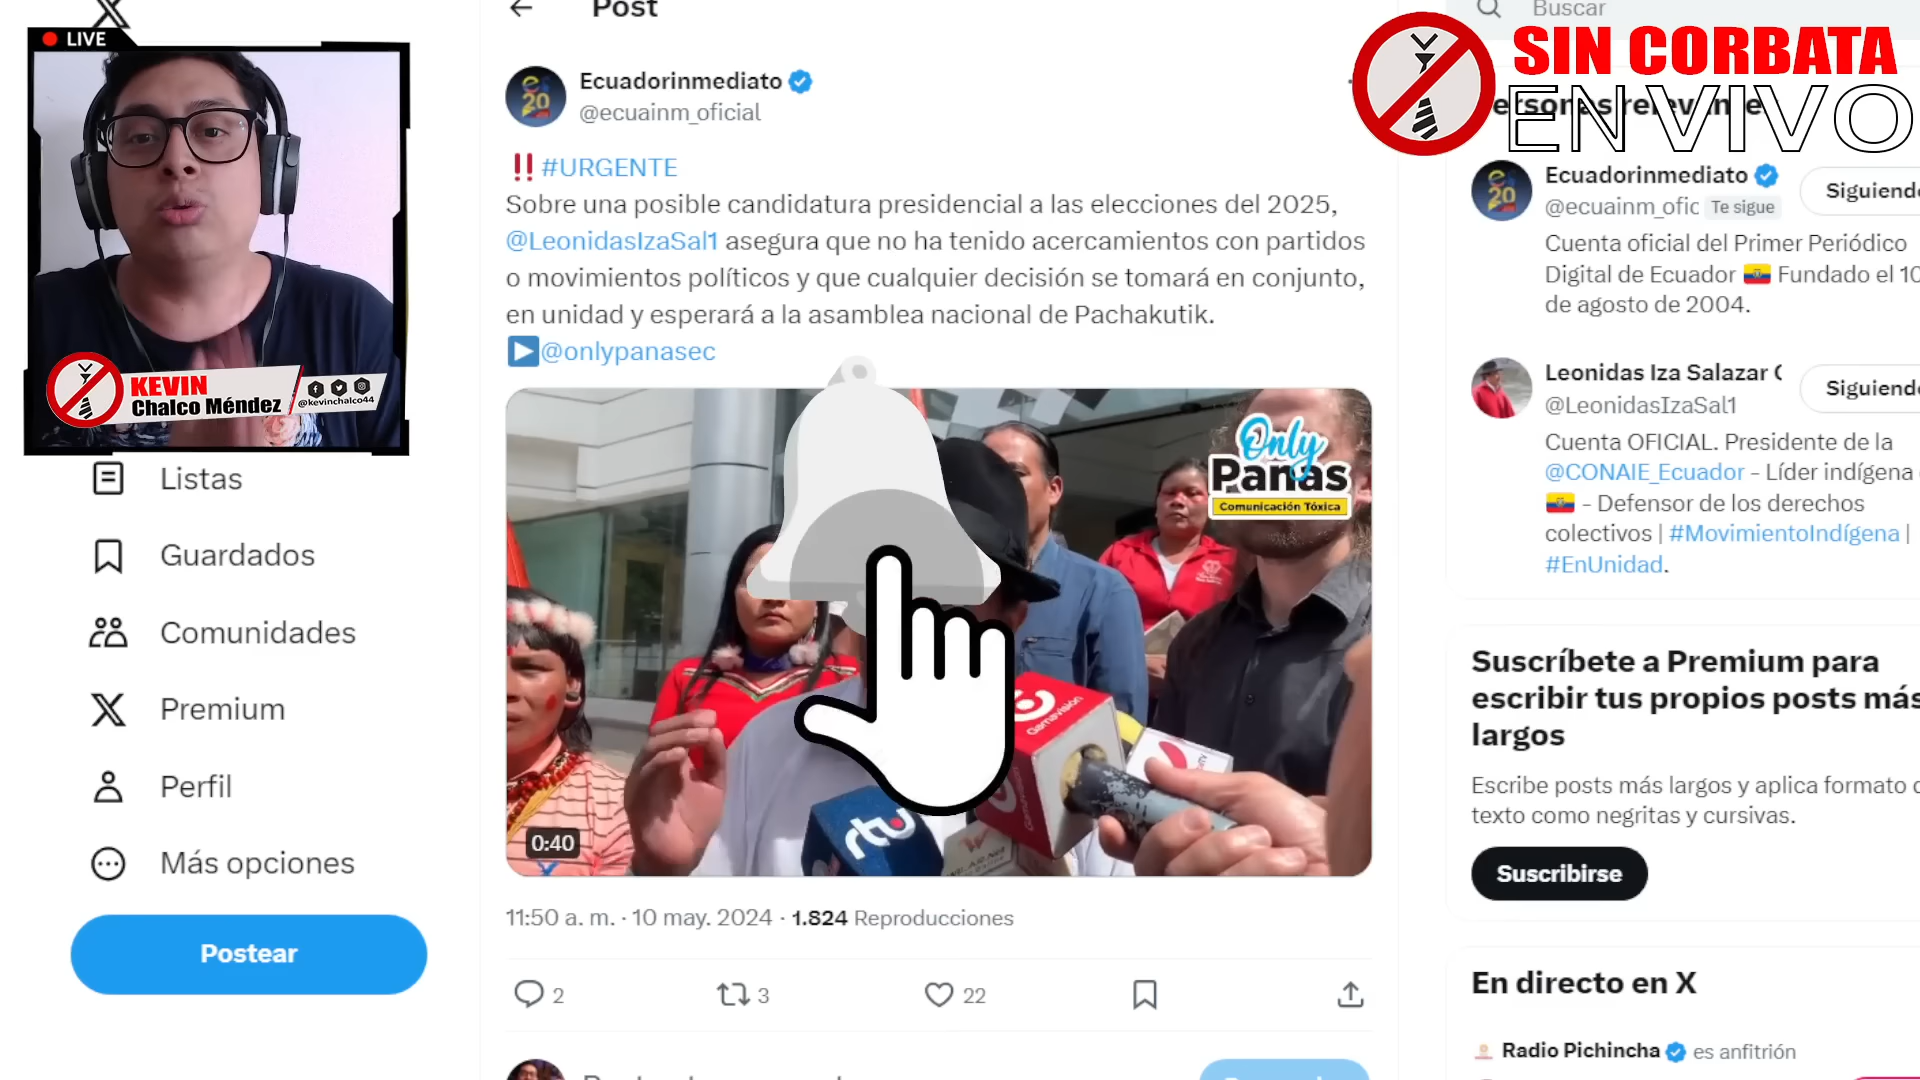 LIVE
KEVIN
Chalco Méndez
@kevinchalco44
Listas
Guardados
Comunidades
Premium
Perfil
Más opciones
Postear
Post
Ecuadorinmediato
@ecuainm_oficial
‼️#URGENTE
Sobre una posible candidatura presidencial a las elecciones del 2025,
@LeonidasIzaSal1 asegura que no ha tenido acercamientos con partidos
o movimientos políticos y que cualquier decisión se tomará en conjunto,
en unidad y esperará a la asamblea nacional de Pachakutik.
▶️@onlypanasec
Only
Panas
Comunicación Tóxica
Gamavisión
rtu
0:40
11:50 a. m. · 10 may. 2024 · 1.824 Reproducciones
2
3
22
Buscar
SIN CORBATA
EN VIVO
Ecuadorinmediato
Siguiendo
@ecuainm_ofic Te sigue
Cuenta oficial del Primer Periódico
Digital de Ecuador 🇪🇨 Fundado el 10
de agosto de 2004.
Leonidas Iza Salazar
Siguiendo
@LeonidasIzaSal1
Cuenta OFICIAL. Presidente de la
@CONAIE_Ecuador - Líder indígena
🇪🇨 - Defensor de los derechos
colectivos | #MovimientoIndígena |
#EnUnidad.
Suscríbete a Premium para
escribir tus propios posts más
largos
Escribe posts más largos y aplica formato
texto como negritas y cursivas.
Suscribirse
En directo en X
Radio Pichincha es anfitrión